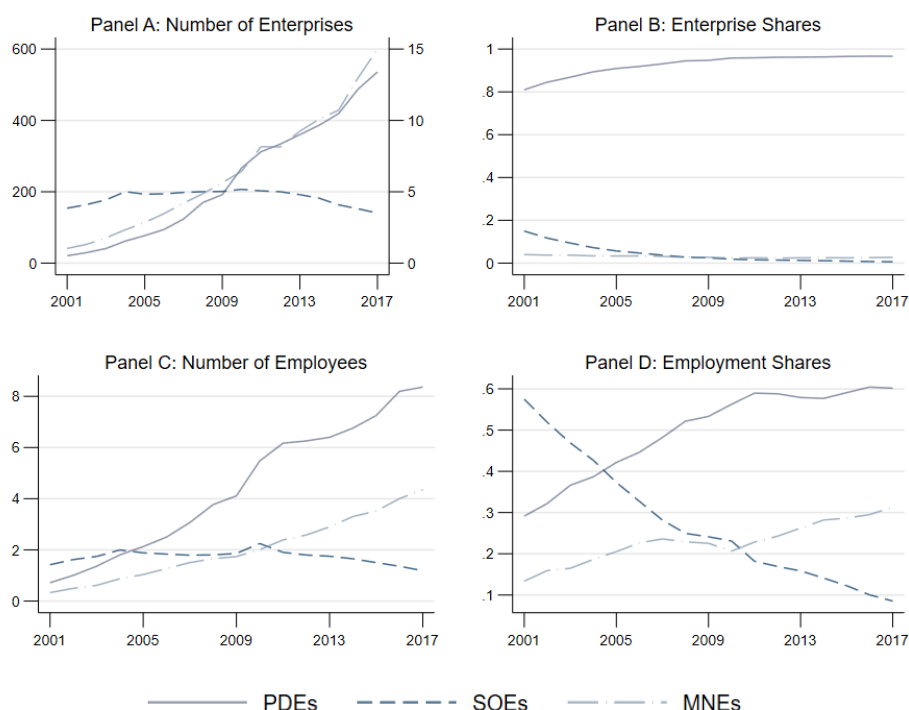 Panel A: Number of Enterprises
600
400
200
0
15
10
5
0
2001 2005 2009 2013 2017
Panel B: Enterprise Shares
1
.8
.6
.4
.2
0
2001 2005 2009 2013 2017
Panel C: Number of Employees
8
6
4
2
0
2001 2005 2009 2013 2017
Panel D: Employment Shares
.6
.5
.4
.3
.2
.1
2001 2005 2009 2013 2017
PDEs SOEs MNEs